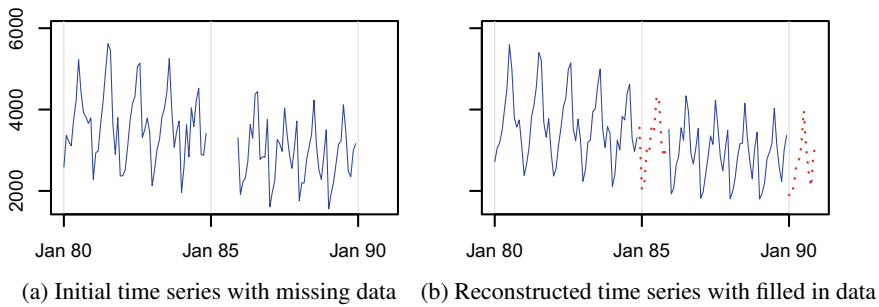 6000
4000
2000
Jan 80
Jan 85
Jan 90
Jan 80
Jan 85
Jan 90
(a) Initial time series with missing data
(b) Reconstructed time series with filled in data